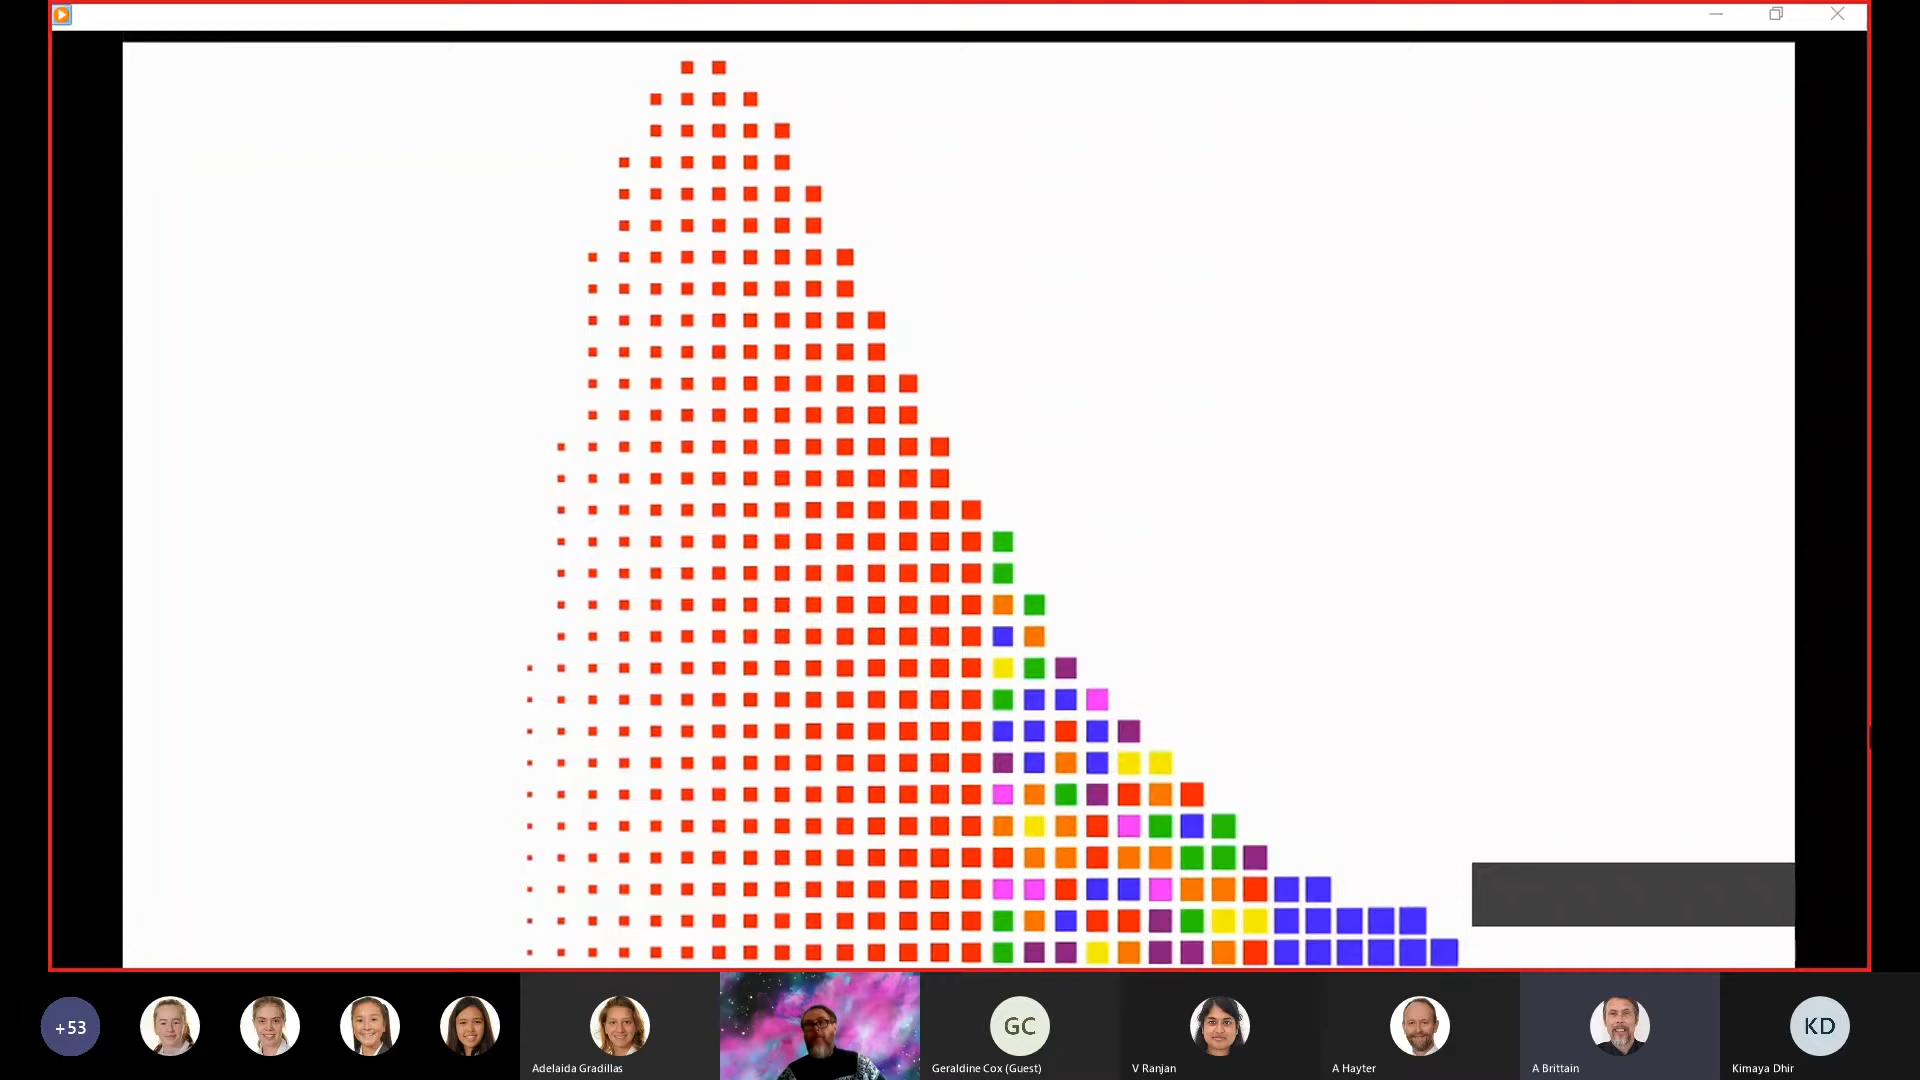 +53
Adelaida Gradillas
GC
Geraldine Cox (Guest)
V Ranjan
A Hayter
A Brittain
KD
Kimaya Dhir